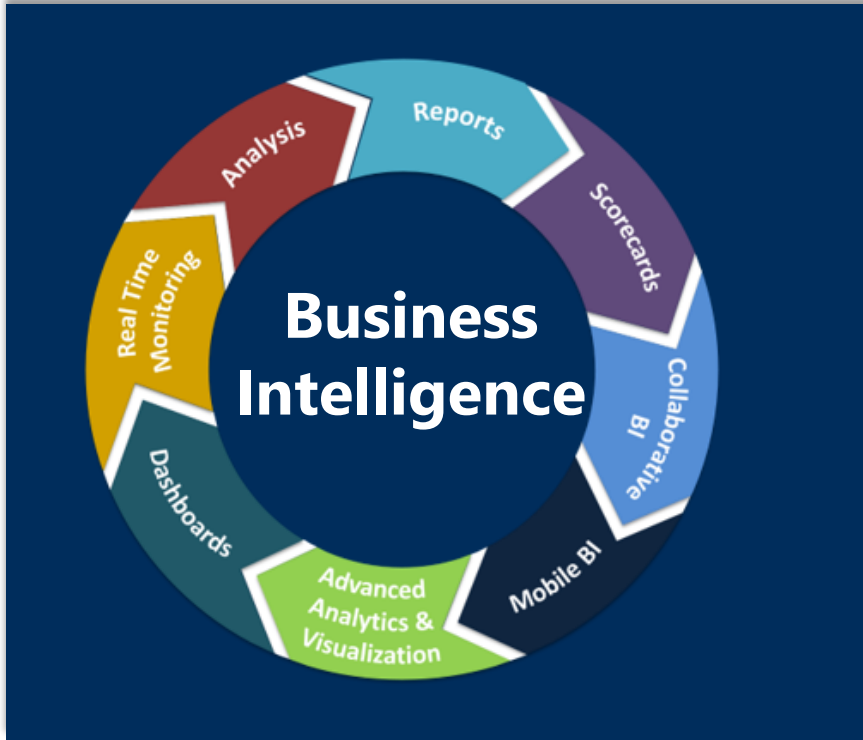 Business
Intelligence
Reports
Scorecards
Collaborative
BI
Mobile BI
Advanced
Analytics &
Visualization
Dashboards
Real Time
Monitoring
Analysis